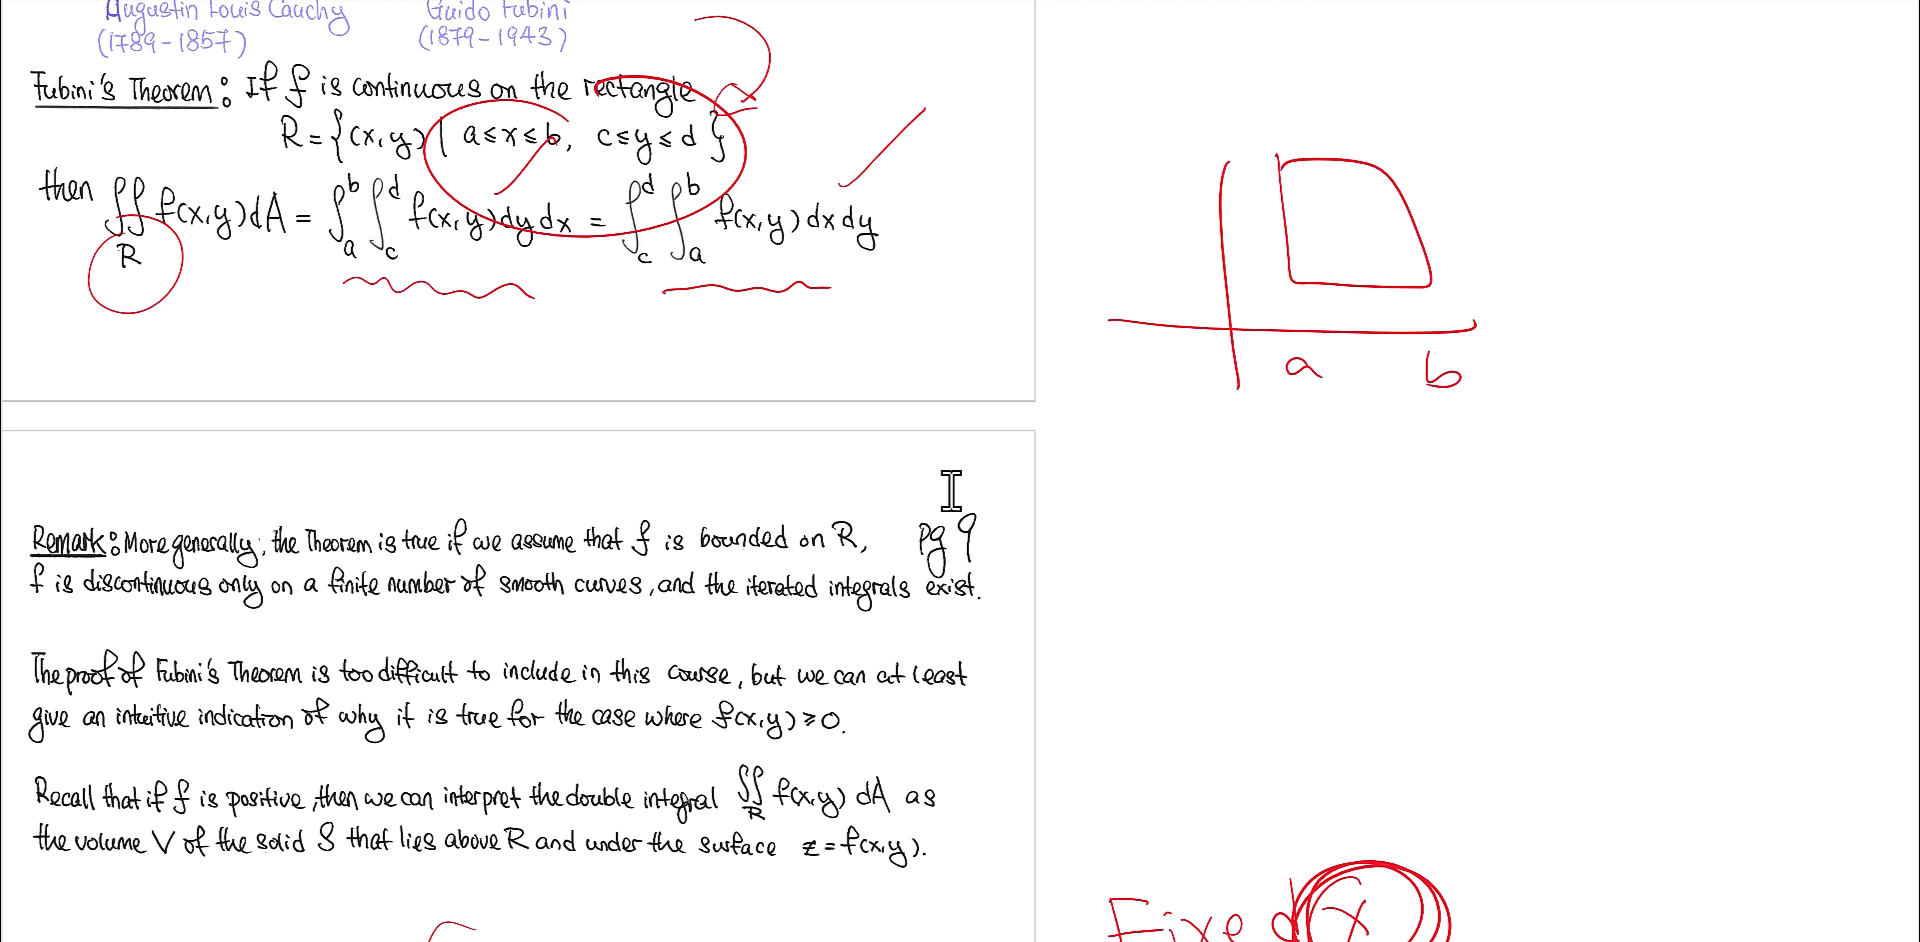 Augustin Louis Cauchy Guido Fubini
(1789-1857) (1879-1943)
Fubini's Theorem: If f is continuous on the rectangle
R = {(x,y) | a≤x≤b, c≤y≤d}
then ∬_R f(x,y)dA = ∫_a^b ∫_c^d f(x,y)dy dx = ∫_c^d ∫_a^b f(x,y) dx dy
a b
pg 9
Remark: More generally, the Theorem is true if we assume that f is bounded on R,
f is discontinuous only on a finite number of smooth curves, and the iterated integrals exist.
The proof of Fubini's Theorem is too difficult to include in this course, but we can at least
give an intuitive indication of why it is true for the case where f(x,y)≥0.
Recall that if f is positive, then we can interpret the double integral ∬_R f(x,y) dA as
the volume V of the solid S that lies above R and under the surface z=f(x,y).
Fixed x